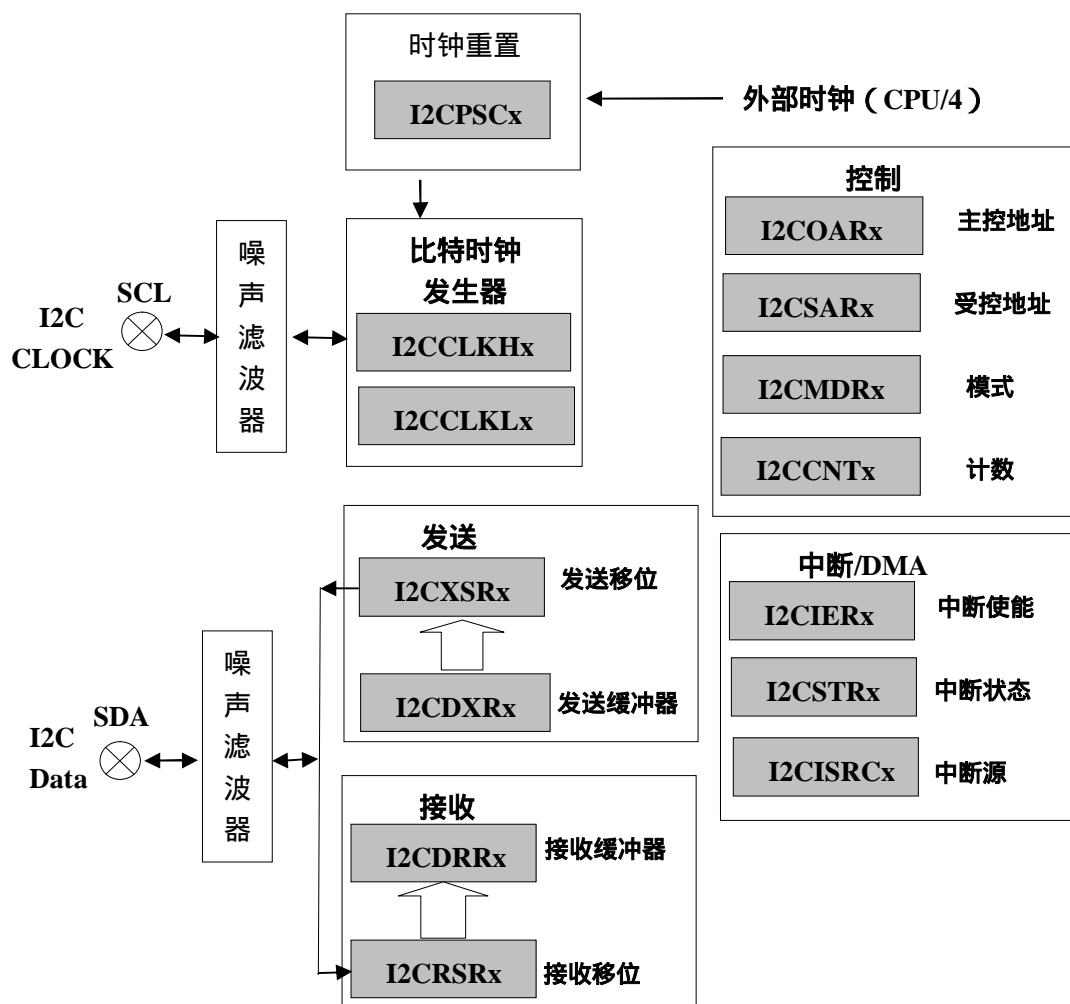 时钟重置
I2CPSCx
外部时钟（CPU/4）
比特时钟
发生器
I2CCLKHx
I2CCLKLx
噪
声
滤
波
器
SCL
I2C
CLOCK
控制
I2COARx 主控地址
I2CSARx 受控地址
I2CMDRx 模式
I2CCNTx 计数
发送
I2CXSRx 发送移位
I2CDXRx 发送缓冲器
中断/DMA
I2CIERx 中断使能
I2CSTRx 中断状态
I2CISRCx 中断源
噪
声
滤
波
器
SDA
I2C
Data
接收
I2CDRRx 接收缓冲器
I2CRSRx 接收移位